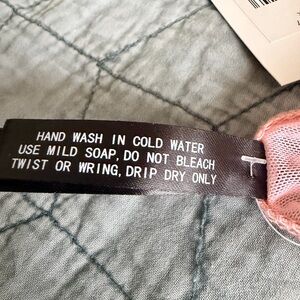 HAND WASH IN COLD WATER
USE MILD SOAP, DO NOT BLEACH
TWIST OR WRING, DRIP DRY ONLY